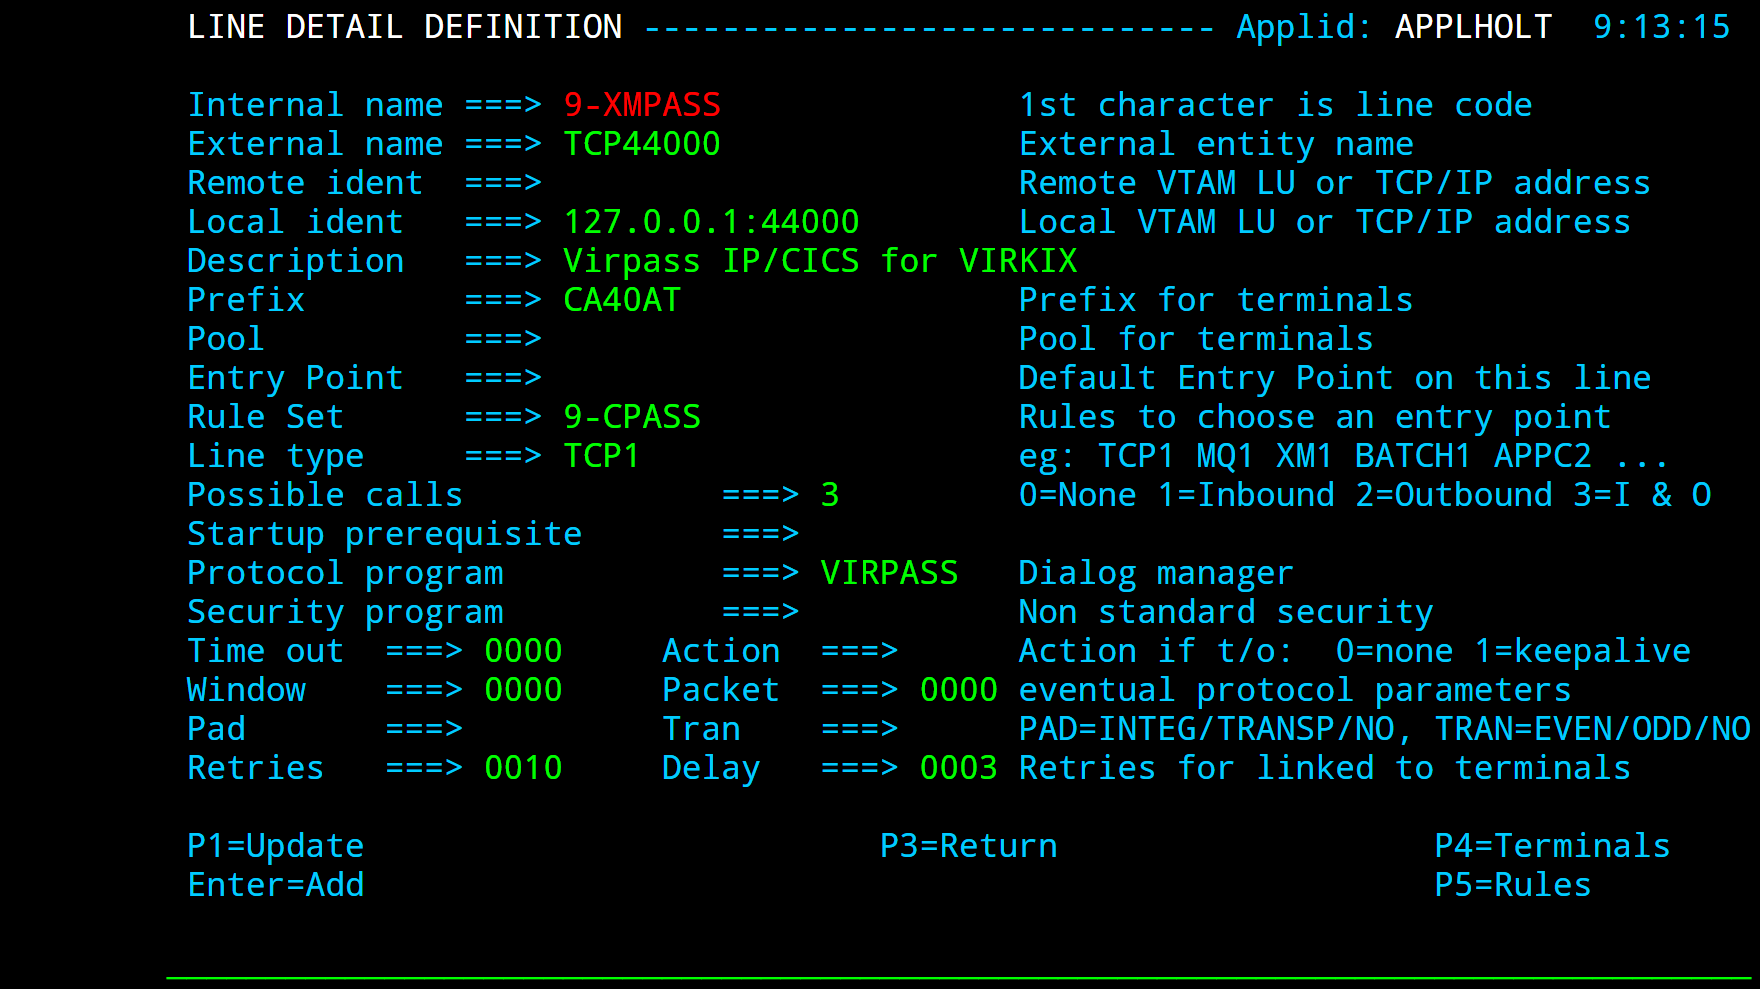 LINE DETAIL DEFINITION ----------------------------- Applid: APPLHOLT  9:13:15
Internal name ===> 9-XMPASS               1st character is line code
External name ===> TCP44000               External entity name
Remote ident  ===>                        Remote VTAM LU or TCP/IP address
Local ident   ===> 127.0.0.1:44000        Local VTAM LU or TCP/IP address
Description   ===> Virpass IP/CICS for VIRKIX
Prefix        ===> CA40AT                 Prefix for terminals
Pool          ===>                        Pool for terminals
Entry Point   ===>                        Default Entry Point on this line
Rule Set      ===> 9-CPASS                Rules to choose an entry point
Line type     ===> TCP1                   eg: TCP1 MQ1 XM1 BATCH1 APPC2 ...
Possible calls             ===> 3         0=None 1=Inbound 2=Outbound 3=I & O
Startup prerequisite       ===>
Protocol program           ===> VIRPASS   Dialog manager
Security program           ===>           Non standard security
Time out  ===> 0000     Action  ===>      Action if t/o:  0=none 1=keepalive
Window    ===> 0000     Packet  ===> 0000 eventual protocol parameters
Pad       ===>          Tran    ===>      PAD=INTEG/TRANSP/NO, TRAN=EVEN/ODD/NO
Retries   ===> 0010     Delay   ===> 0003 Retries for linked to terminals
P1=Update                          P3=Return                   P4=Terminals
Enter=Add                                                      P5=Rules